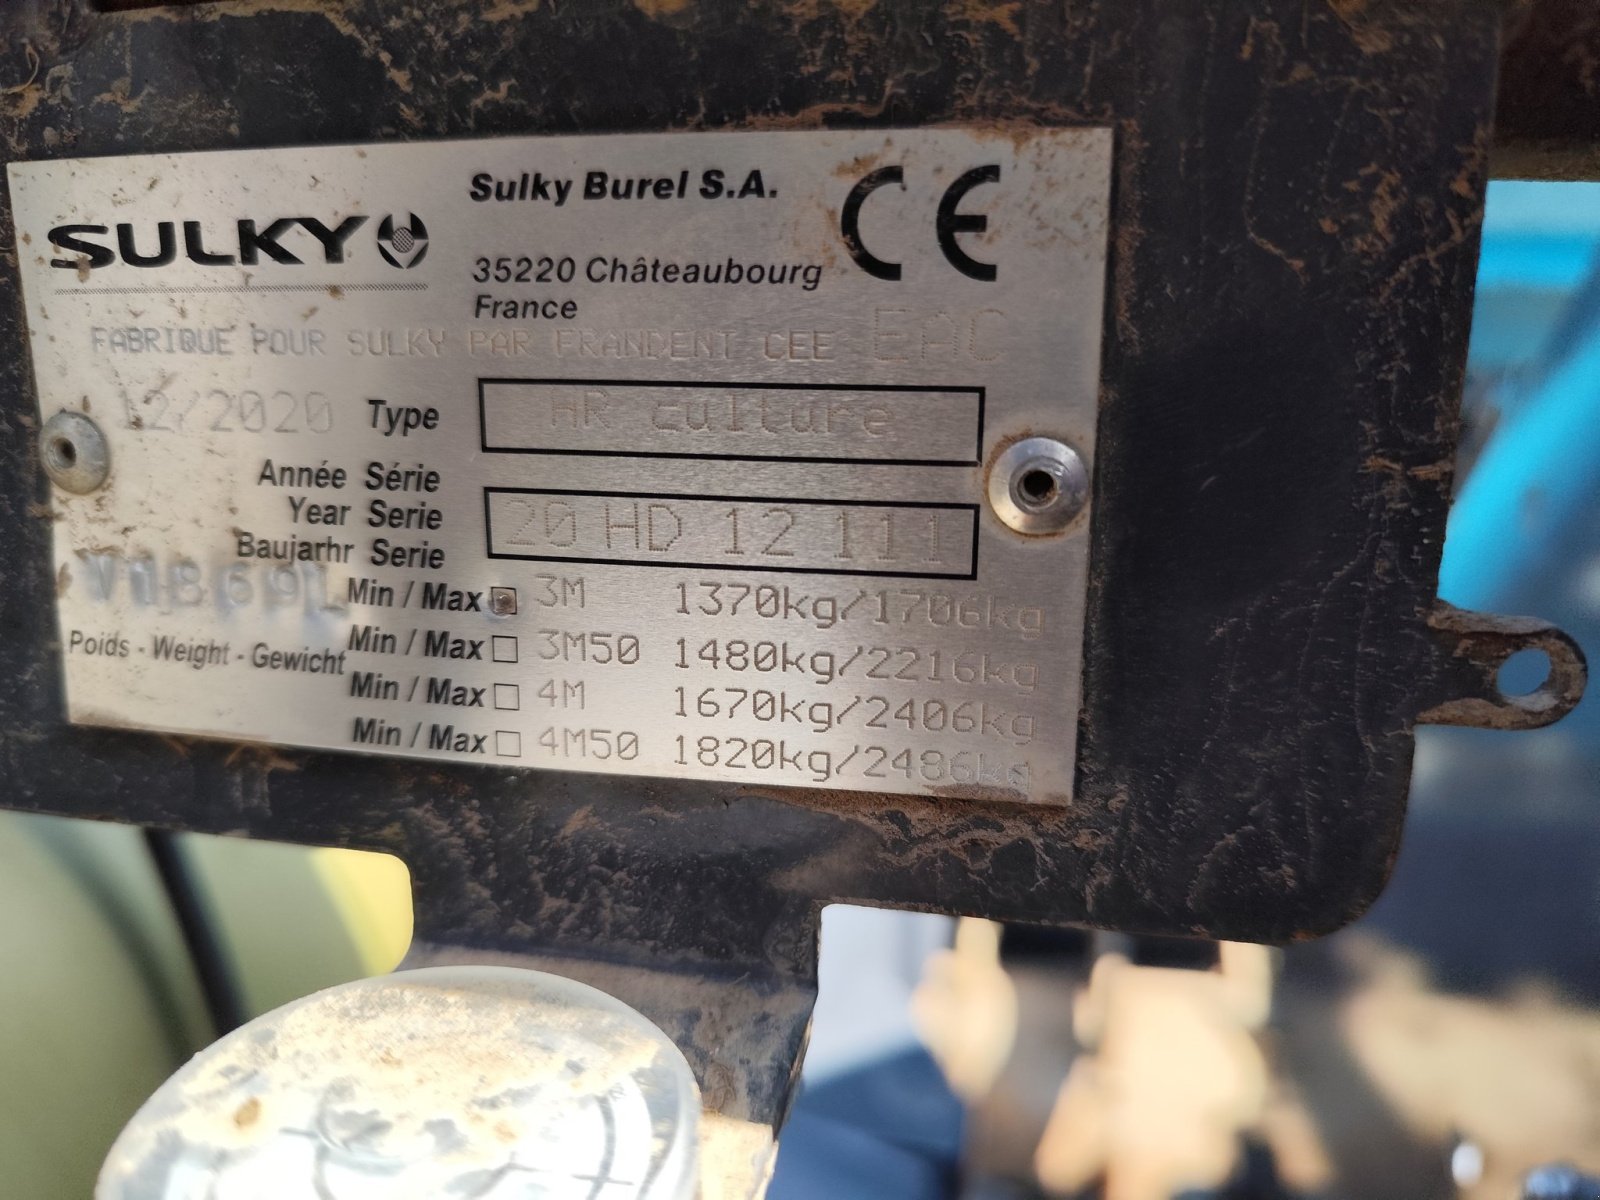 SULKY
Sulky Burel S.A.
35220 Châteaubourg
France
CE
FABRIQUE POUR SULKY PAR FRANDENT CEE EAC
12/2020 Type HR culture
Année Série
Year Serie 20 HD 12 111
Baujarhr Serie
V1869L Min / Max 3M 1370kg/1706kg
Min / Max 3M50 1480kg/2216kg
Poids - Weight - Gewicht
Min / Max 4M 1670kg/2406kg
Min / Max 4M50 1820kg/2486kg